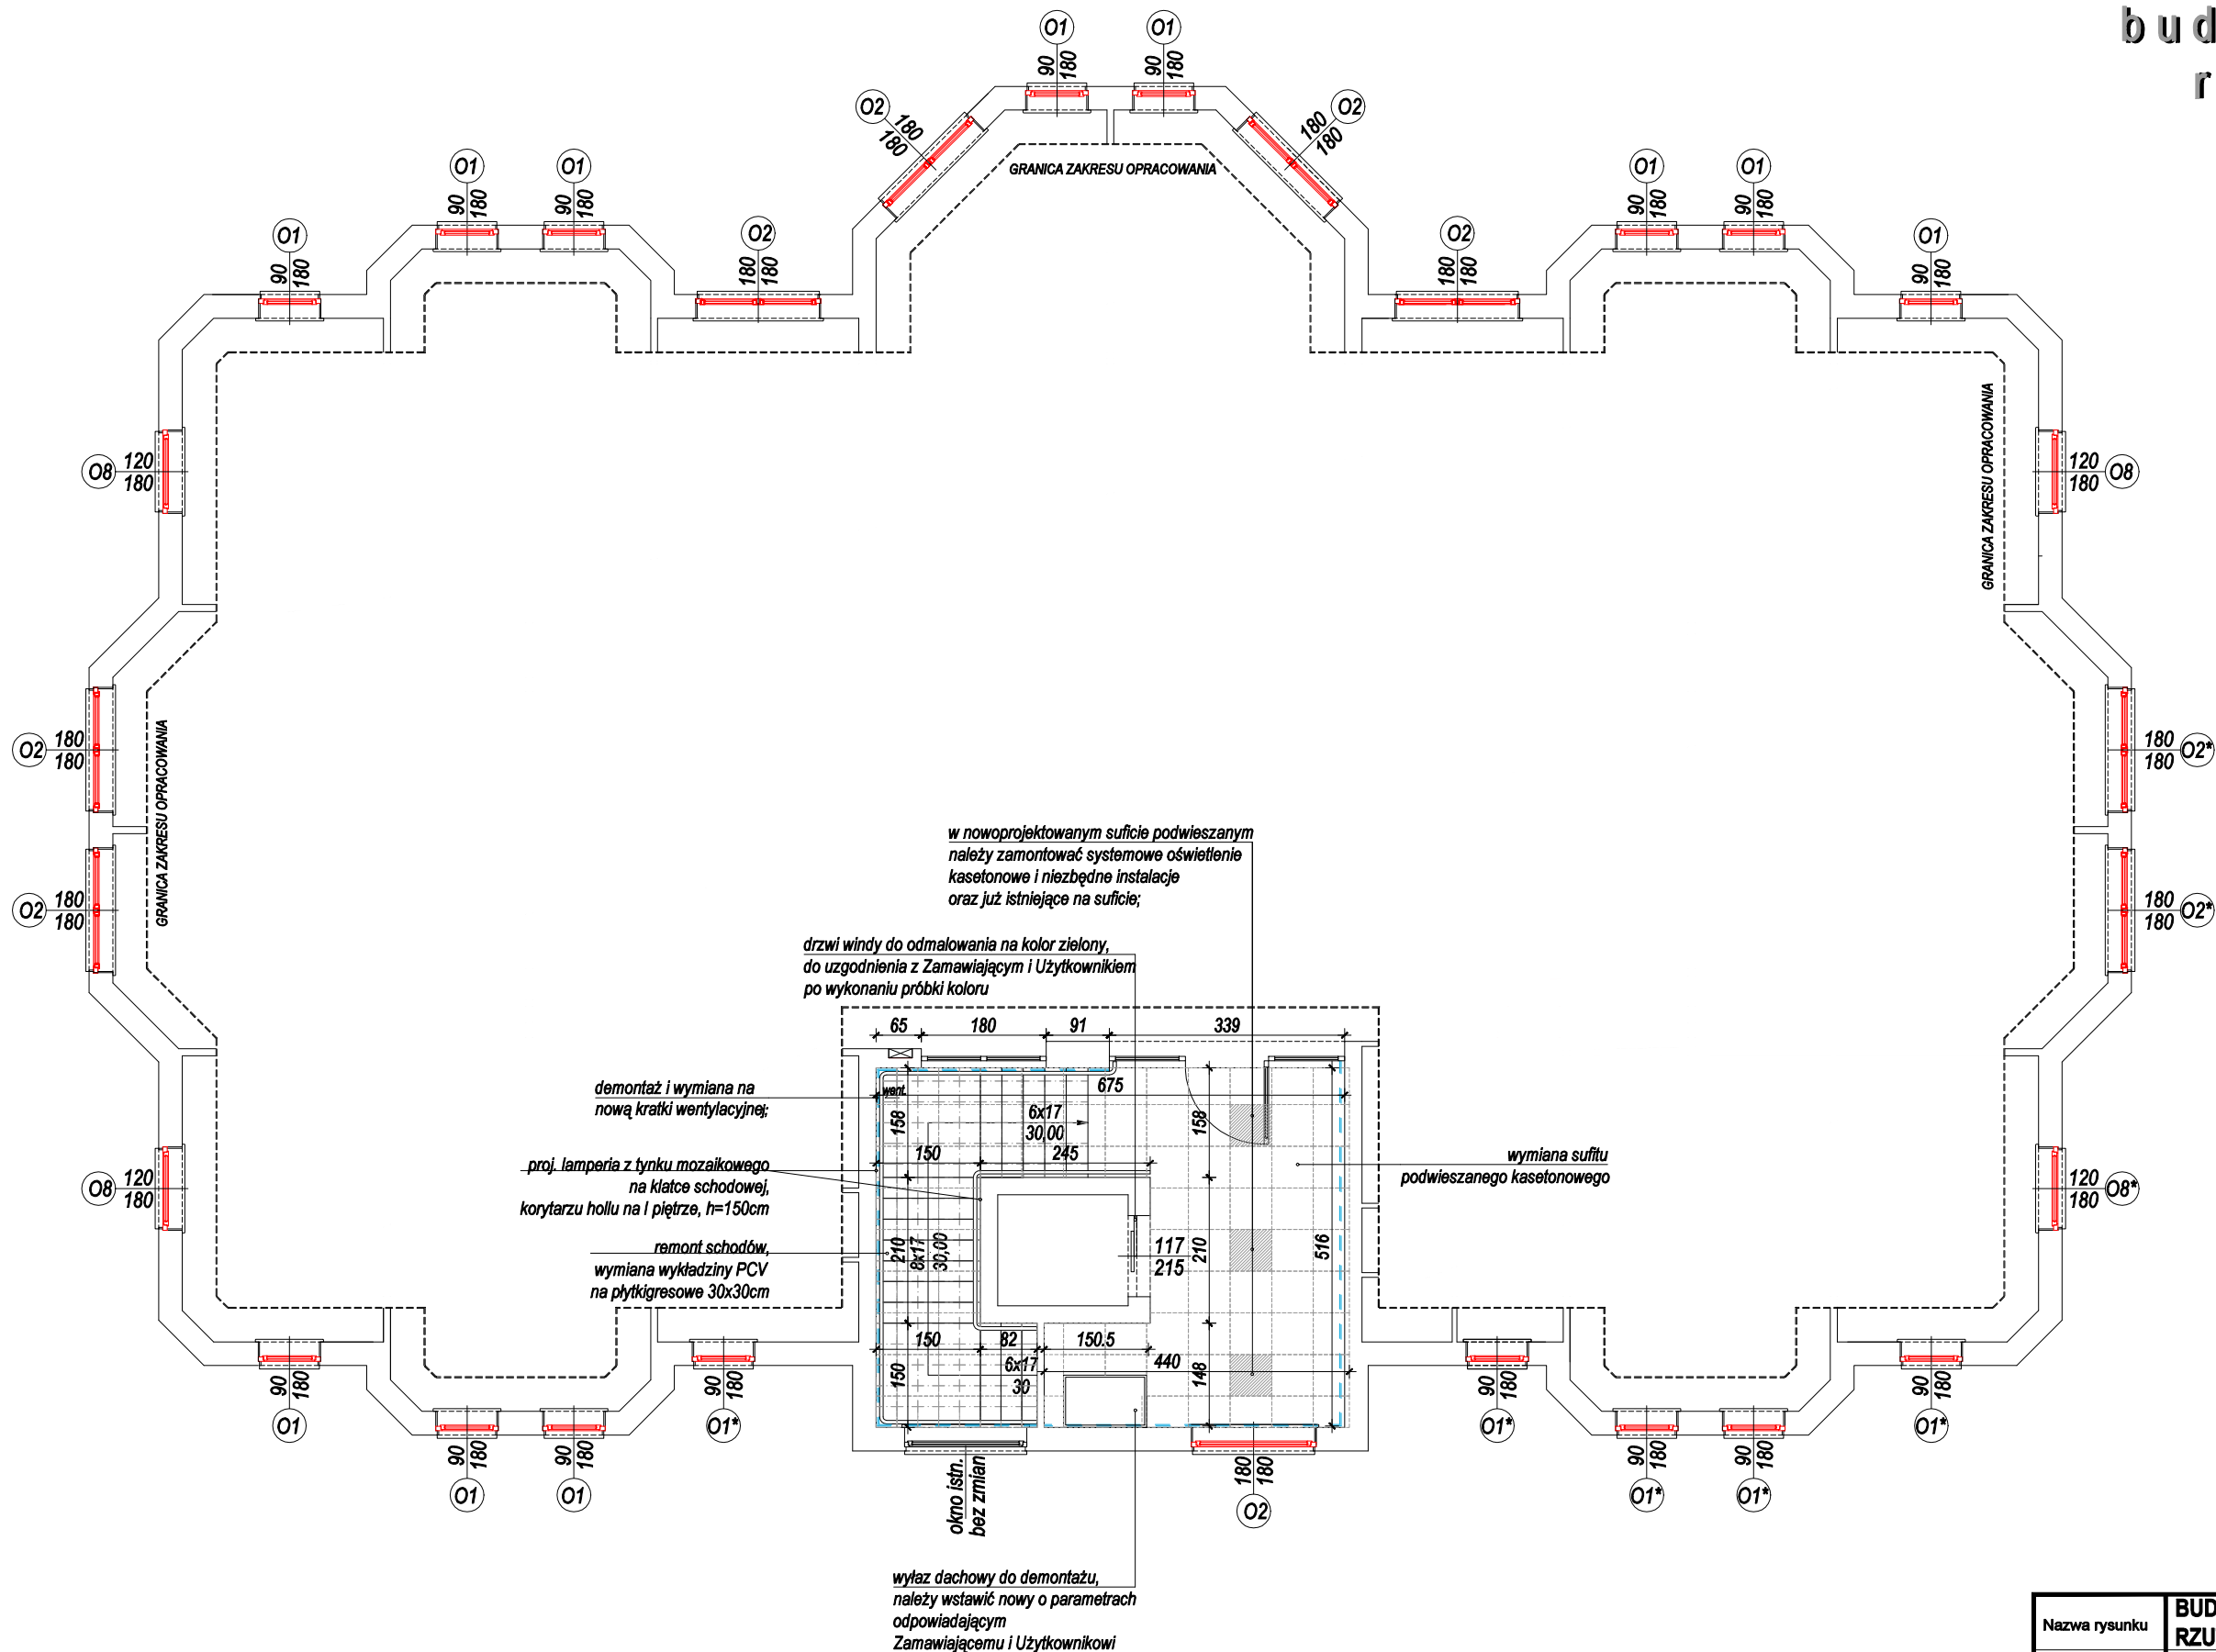 bud
r
O1
90
180
O1
90
180
O2
180
180
O2
180
180
GRANICA ZAKRESU OPRACOWANIA
O1
90
180
O1
90
180
O1
90
180
O1
90
180
O1
90
180
O2
180
180
O2
180
180
O1
90
180
O8
120
180
GRANICA ZAKRESU OPRACOWANIA
120
180
O8
O2
180
180
GRANICA ZAKRESU OPRACOWANIA
180
180
O2*
O2
180
180
180
180
O2*
w nowoprojektowanym suficie podwieszanym
należy zamontować systemowe oświetlenie
kasetonowe i niezbędne instalacje
oraz już istniejące na suficie;
drzwi windy do odmalowania na kolor zielony,
do uzgodnienia z Zamawiającym i Użytkownikiem
po wykonaniu próbki koloru
65
180
91
339
demontaż i wymiana na
nową kratki wentylacyjnej;
went.
675
158
6x17
30,00
158
150
245
proj. lamperia z tynku mozaikowego
na klatce schodowej,
korytarzu hollu na I piętrze, h=150cm
wymiana sufitu
podwieszanego kasetonowego
O8
120
180
120
180
O8*
remont schodów,
wymiana wykładziny PCV
na płytkigresowe 30x30cm
210
8x17
30,00
117
215
210
516
150
82
150.5
440
150
6x17
30
148
90
180
O1
90
180
O1*
90
180
O1*
90
180
O1*
90
180
O1
90
180
O1
okno istn.
bez zmian
180
180
O2
90
180
O1*
90
180
O1*
wyłaz dachowy do demontażu,
należy wstawić nowy o parametrach
odpowiadającym
Zamawiającemu i Użytkownikowi
Nazwa rysunku
BUD
RZU